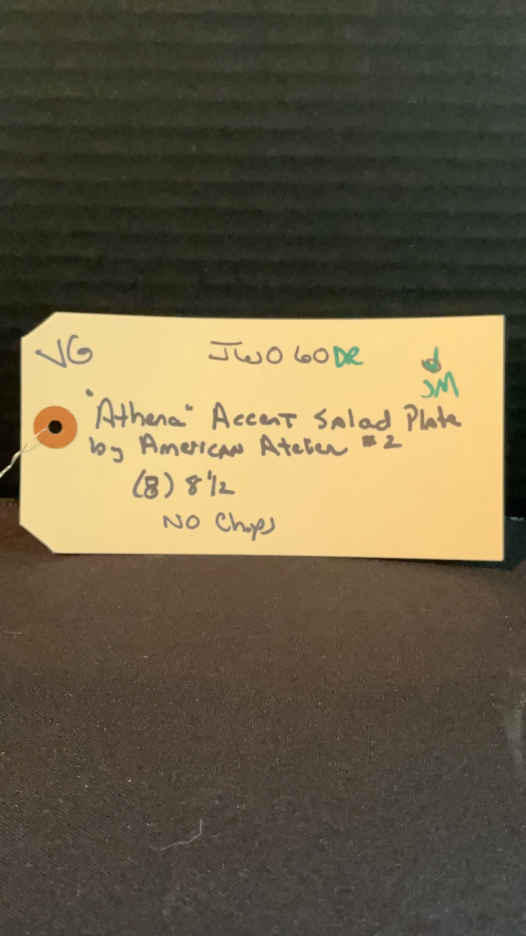 VG JW060DR
JM
"Athena" Accent Salad Plate
by American Atelier #2
(8) 8 1/2
NO Chips